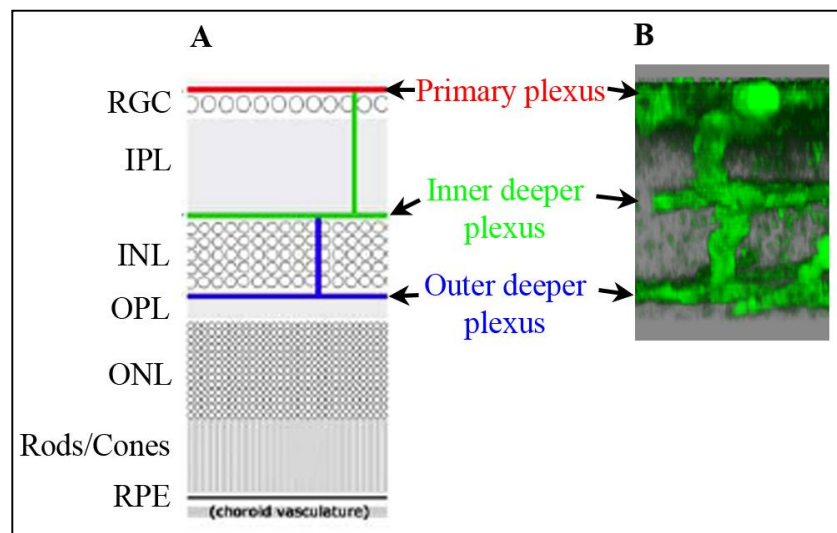 A
B
RGC
Primary plexus
IPL
Inner deeper
plexus
INL
Outer deeper
plexus
OPL
ONL
Rods/Cones
RPE
(choroid vasculature)